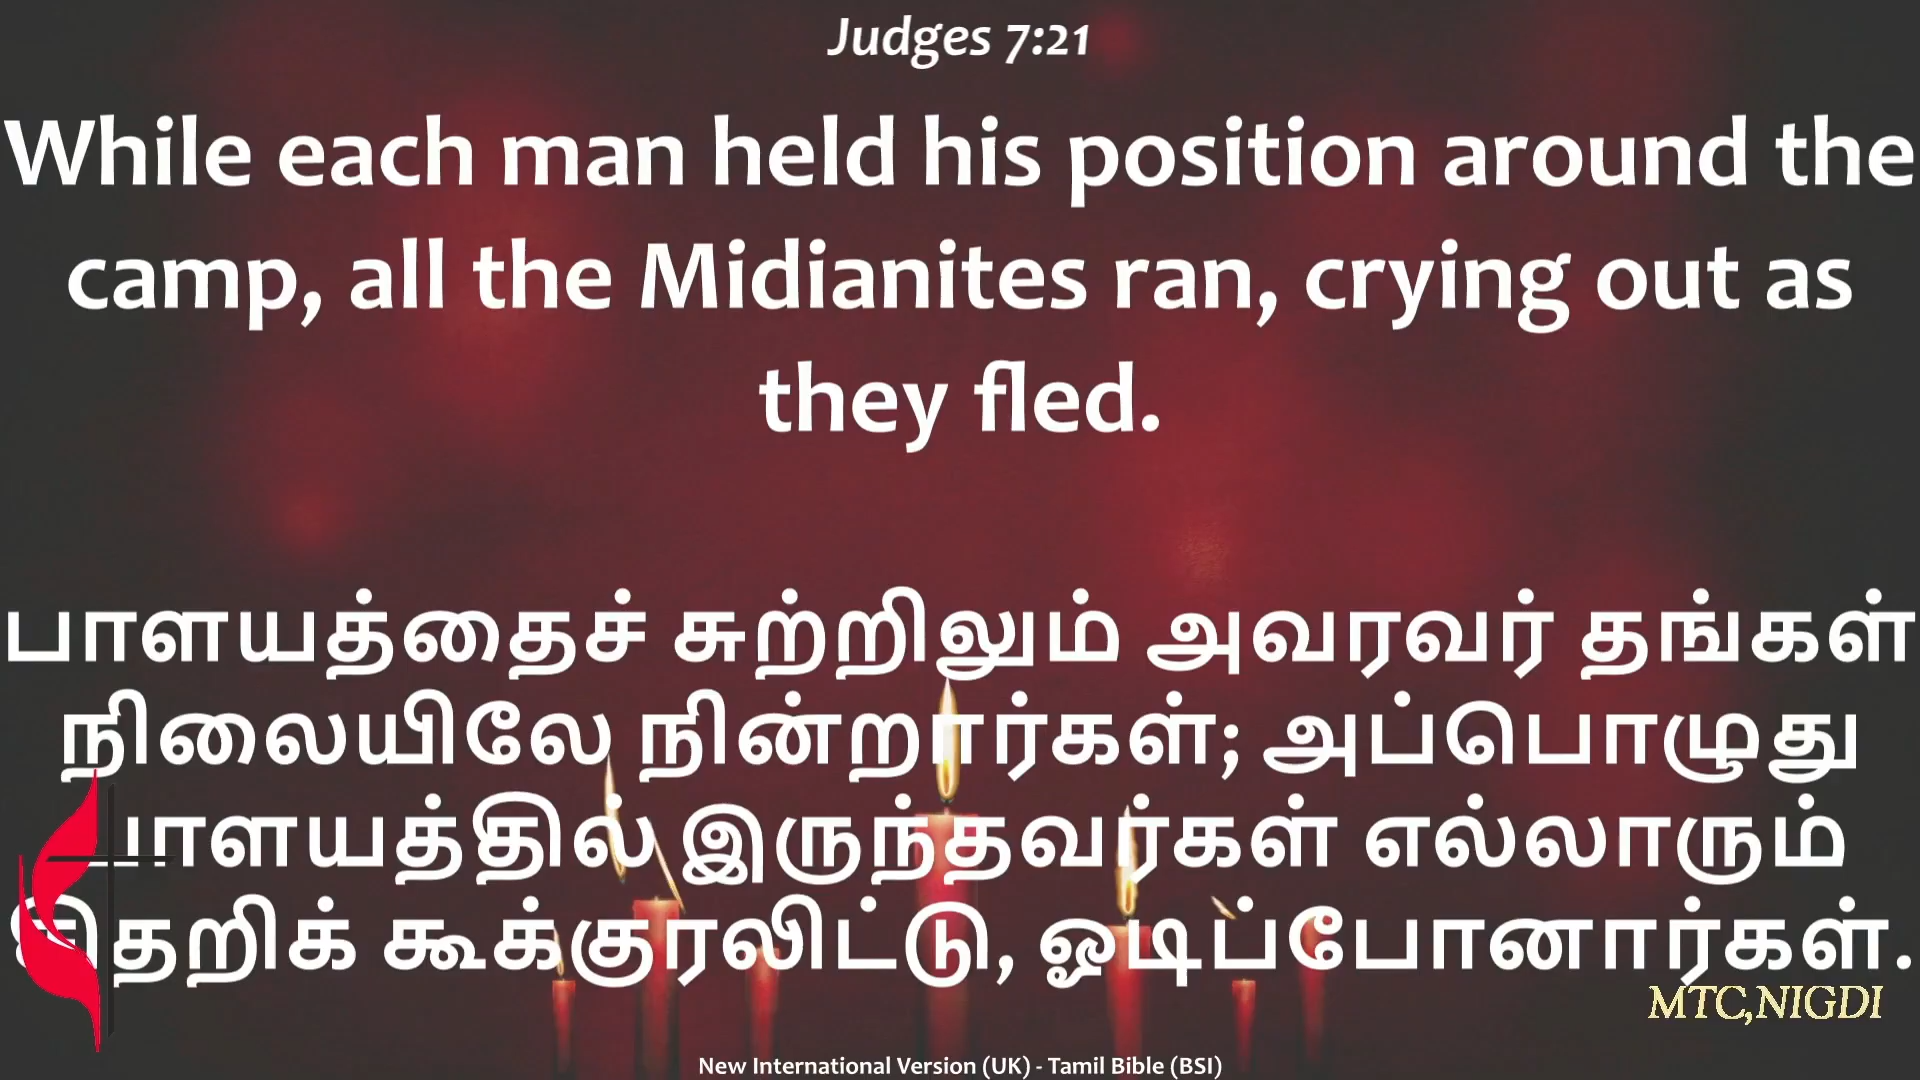 Judges 7:21
While each man held his position around the
camp, all the Midianites ran, crying out as
they fled.
பாளயத்தைச் சுற்றிலும் அவரவர் தங்கள்
நிலையிலே நின்றார்கள்; அப்பொழுது
பாளயத்தில் இருந்தவர்கள் எல்லாரும்
சிதறிக் கூக்குரலிட்டு, ஓடிப்போனார்கள்.
MTC,NIGDI
New International Version (UK) - Tamil Bible (BSI)